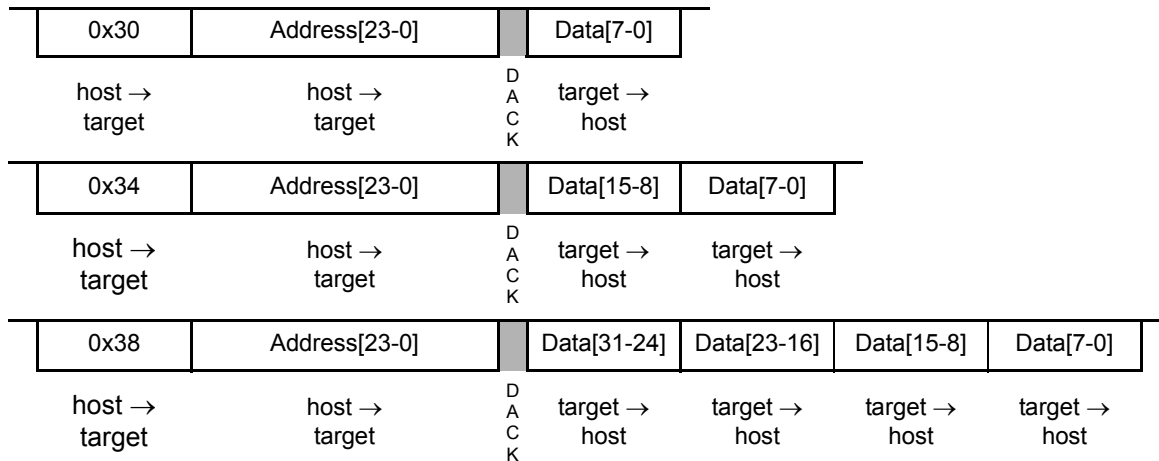 0x30 Address[23-0] Data[7-0]
host → host → D A C K target →
target target host
0x34 Address[23-0] Data[15-8] Data[7-0]
host → host → D A C K target → target →
target target host host
0x38 Address[23-0] Data[31-24] Data[23-16] Data[15-8] Data[7-0]
host → host → D A C K target → target → target → target →
target target host host host host